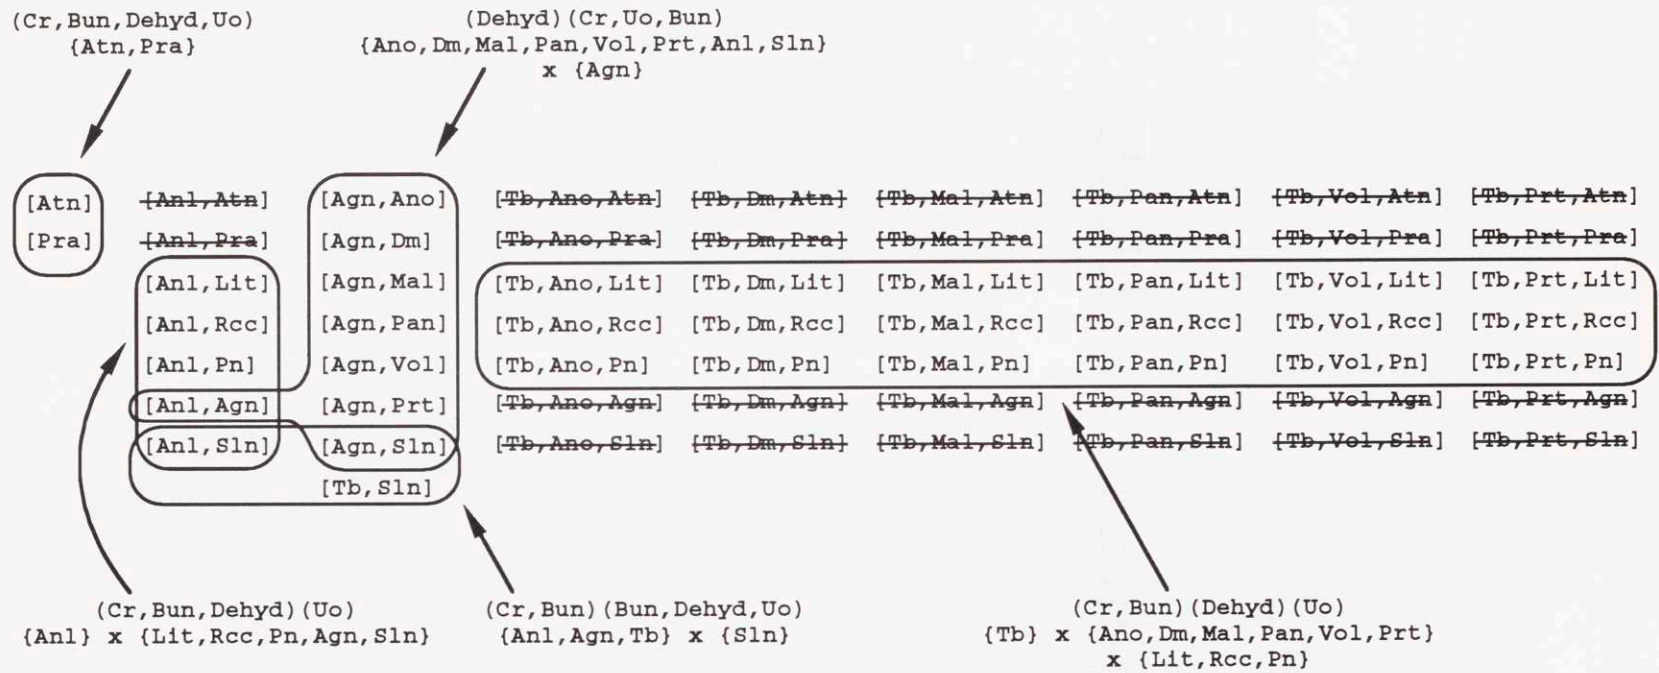 (Cr,Bun,Dehyd,Uo) (Dehyd)(Cr,Uo,Bun)
{Atn,Pra} {Ano,Dm,Mal,Pan,Vol,Prt,Anl,Sln}
x {Agn}
[Atn] [Anl,Atn] [Agn,Ano] [Tb,Ano,Atn] [Tb,Dm,Atn] [Tb,Mal,Atn] [Tb,Pan,Atn] [Tb,Vol,Atn] [Tb,Prt,Atn]
[Pra] [Anl,Pra] [Agn,Dm] [Tb,Ano,Pra] [Tb,Dm,Pra] [Tb,Mal,Pra] [Tb,Pan,Pra] [Tb,Vol,Pra] [Tb,Prt,Pra]
[Anl,Lit] [Agn,Mal] [Tb,Ano,Lit] [Tb,Dm,Lit] [Tb,Mal,Lit] [Tb,Pan,Lit] [Tb,Vol,Lit] [Tb,Prt,Lit]
[Anl,Rcc] [Agn,Pan] [Tb,Ano,Rcc] [Tb,Dm,Rcc] [Tb,Mal,Rcc] [Tb,Pan,Rcc] [Tb,Vol,Rcc] [Tb,Prt,Rcc]
[Anl,Pn] [Agn,Vol] [Tb,Ano,Pn] [Tb,Dm,Pn] [Tb,Mal,Pn] [Tb,Pan,Pn] [Tb,Vol,Pn] [Tb,Prt,Pn]
[Anl,Agn] [Agn,Prt] [Tb,Ano,Agn] [Tb,Dm,Agn] [Tb,Mal,Agn] [Tb,Pan,Agn] [Tb,Vol,Agn] [Tb,Prt,Agn]
[Anl,Sln] [Agn,Sln] [Tb,Ano,Sln] [Tb,Dm,Sln] [Tb,Mal,Sln] [Tb,Pan,Sln] [Tb,Vol,Sln] [Tb,Prt,Sln]
[Tb,Sln]
(Cr,Bun,Dehyd)(Uo) (Cr,Bun)(Bun,Dehyd,Uo) (Cr,Bun)(Dehyd)(Uo)
{Anl} x {Lit,Rcc,Pn,Agn,Sln} {Anl,Agn,Tb} x {Sln} {Tb} x {Ano,Dm,Mal,Pan,Vol,Prt}
x {Lit,Rcc,Pn}